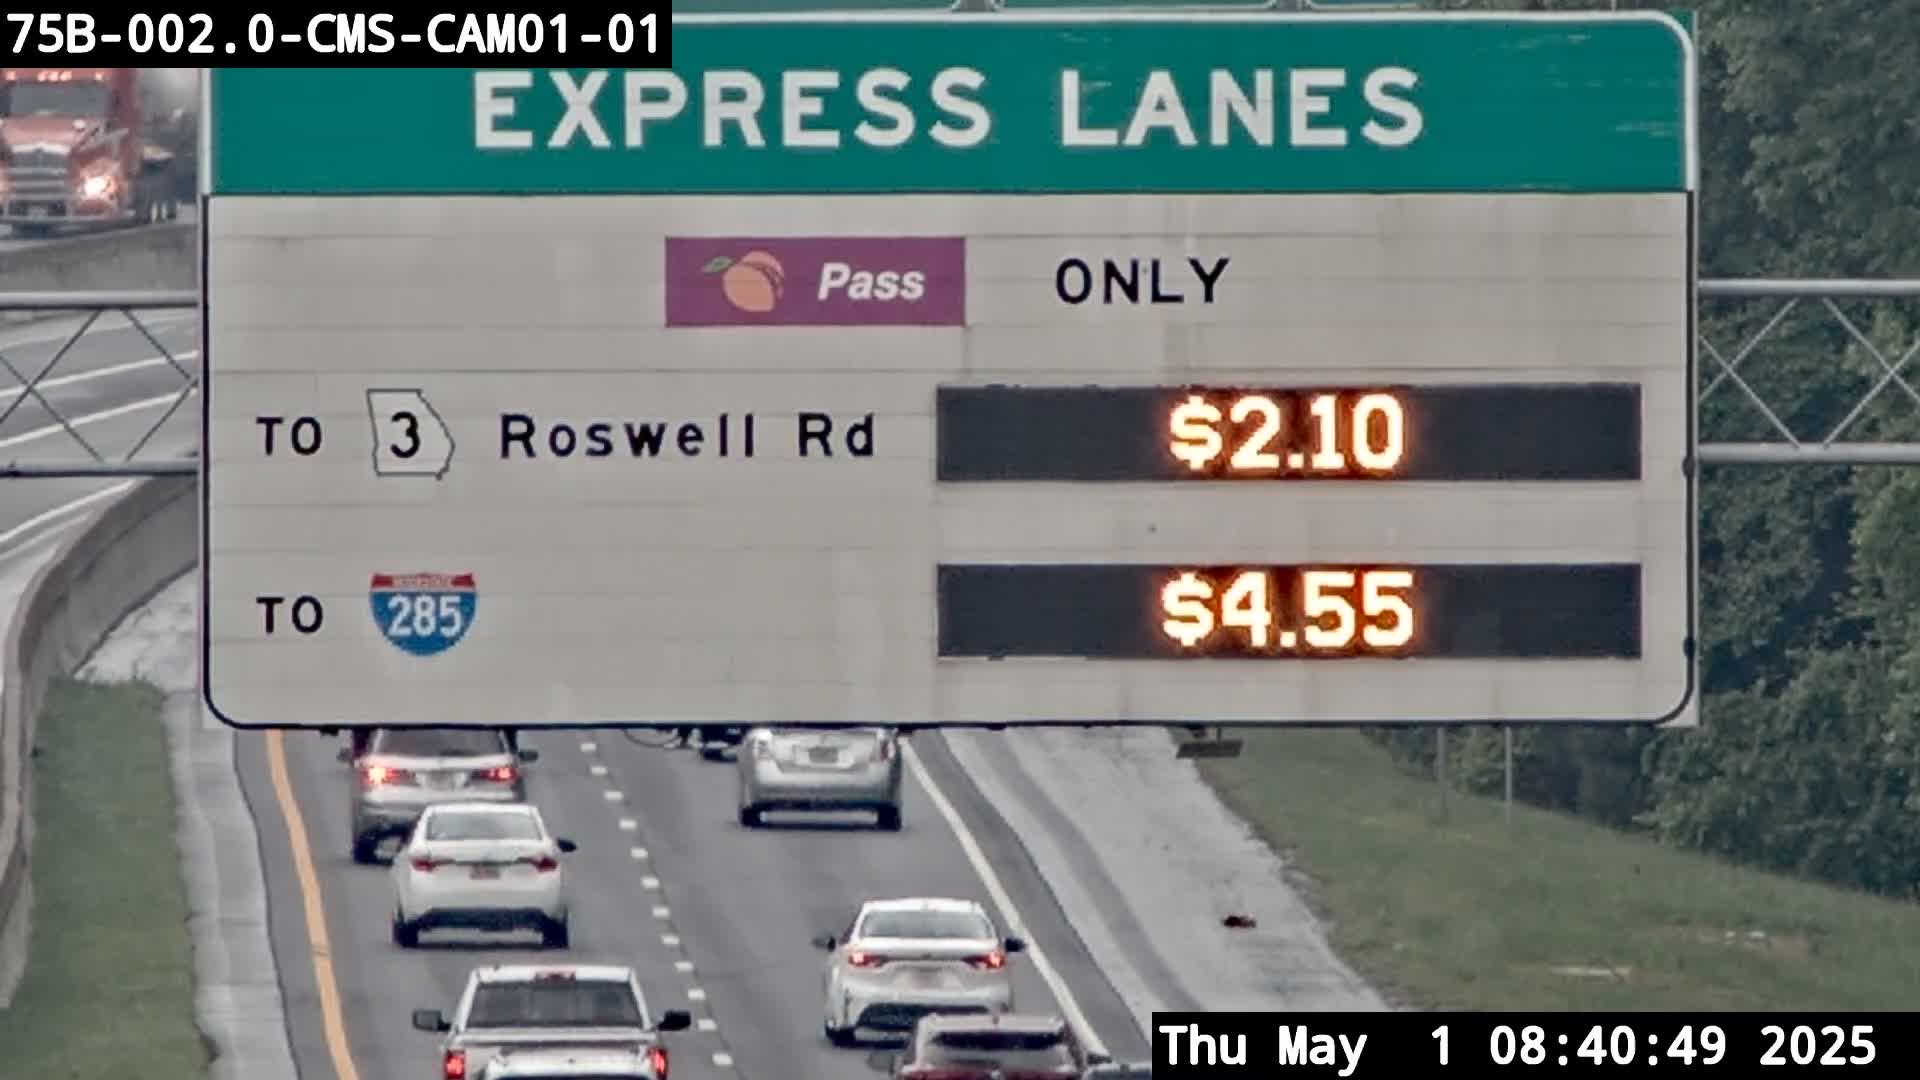 75B-002.0-CMS-CAM01-01
EXPRESS LANES
Pass ONLY
TO 3 Roswell Rd $2.10
TO 285 $4.55
Thu May 1 08:40:49 2025